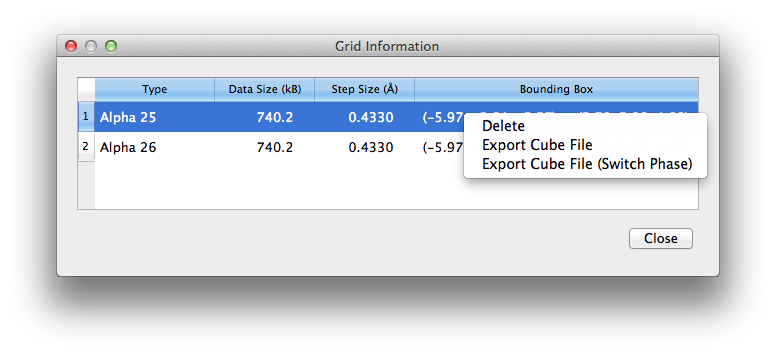 Grid Information
Type Data Size (kB) Step Size (Å) Bounding Box
1 Alpha 25 740.2 0.4330 (-5.97
2 Alpha 26 740.2 0.4330 (-5.97
Delete
Export Cube File
Export Cube File (Switch Phase)
Close